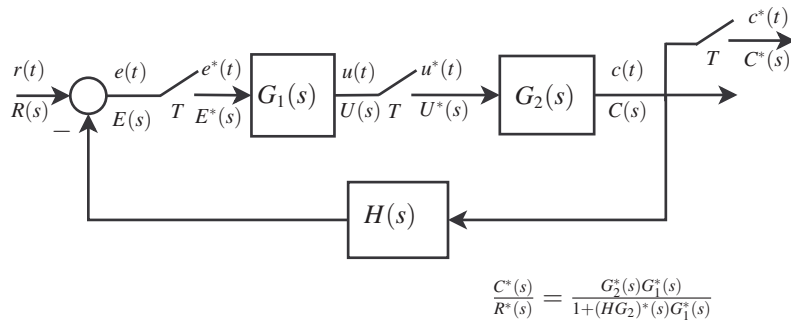 c*(t)
T
C*(s)
r(t)
R(s)
−
e(t)
E(s)
T
e*(t)
E*(s)
G₁(s)
u(t)
U(s)
T
u*(t)
U*(s)
G₂(s)
c(t)
C(s)
H(s)
C*(s)/R*(s) = G₂*(s)G₁*(s)/1+(HG₂)*(s)G₁*(s)